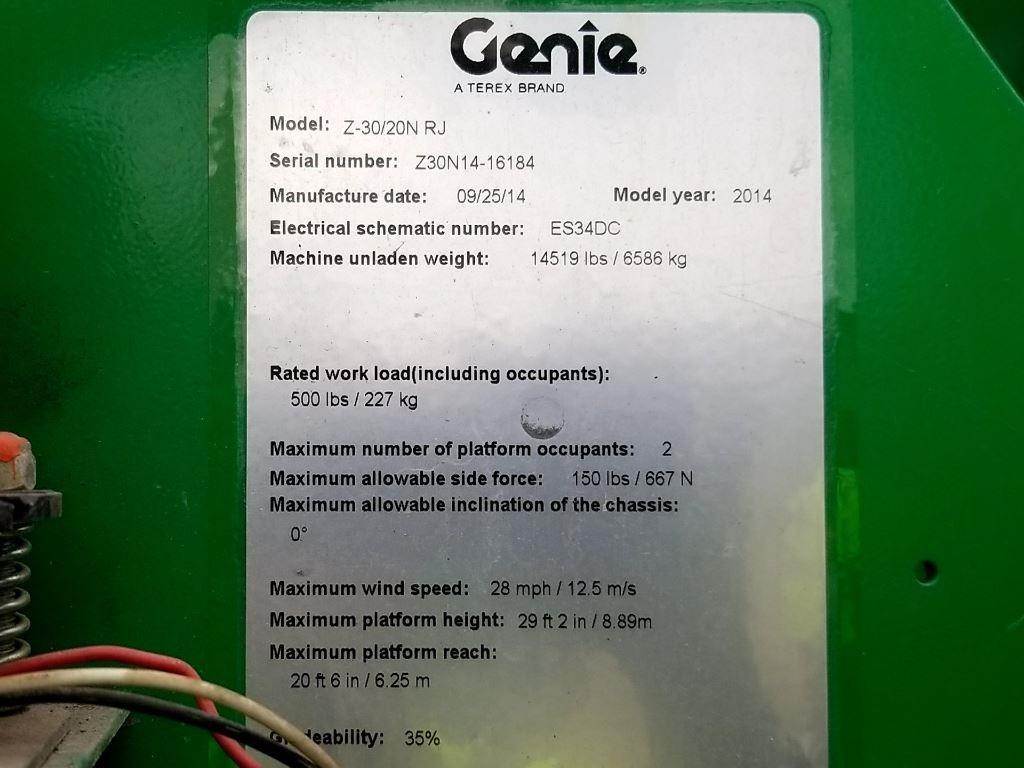 Genie®
A TEREX BRAND
Model: Z-30/20N RJ
Serial number: Z30N14-16184
Manufacture date: 09/25/14 Model year: 2014
Electrical schematic number: ES34DC
Machine unladen weight: 14519 lbs / 6586 kg
Rated work load(including occupants):
500 lbs / 227 kg
Maximum number of platform occupants: 2
Maximum allowable side force: 150 lbs / 667 N
Maximum allowable inclination of the chassis:
0°
Maximum wind speed: 28 mph / 12.5 m/s
Maximum platform height: 29 ft 2 in / 8.89m
Maximum platform reach:
20 ft 6 in / 6.25 m
35%